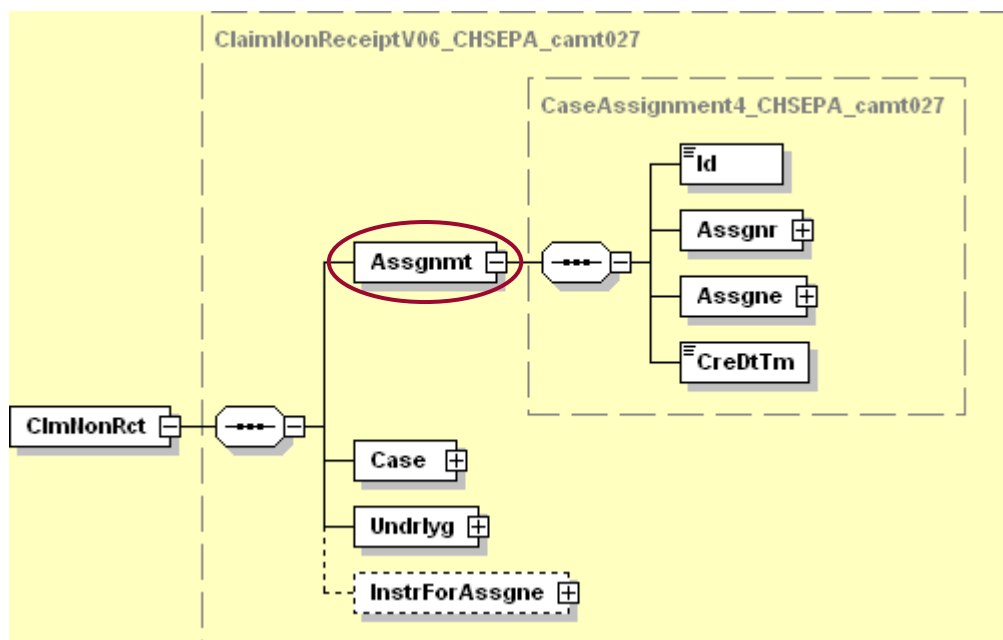 ClaimNonReceiptV06_CHSEPA_camt027
CaseAssignment4_CHSEPA_camt027
Id
Assgnr
Assgnmt
Assgne
CreDtTm
ClmNonRct
Case
Undrlyg
InstrForAssgne